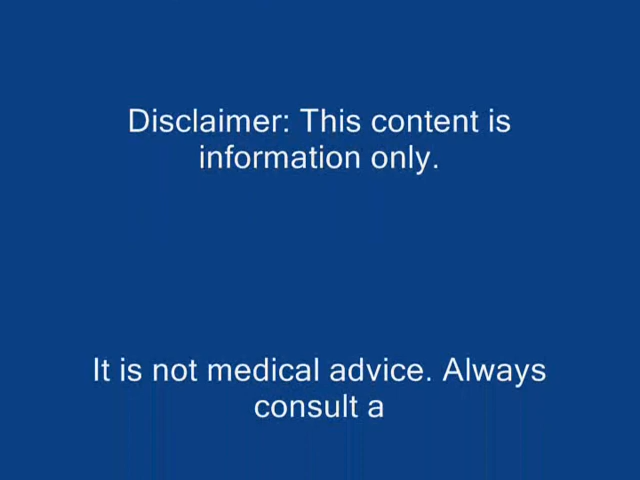 Disclaimer: This content is
information only.
It is not medical advice. Always
consult a